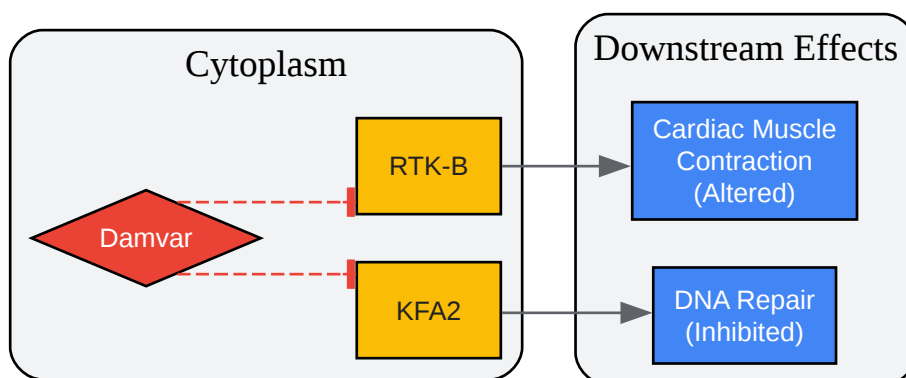 Cytoplasm
Damvar
RTK-B
KFA2
Downstream Effects
Cardiac Muscle
Contraction
(Altered)
DNA Repair
(Inhibited)